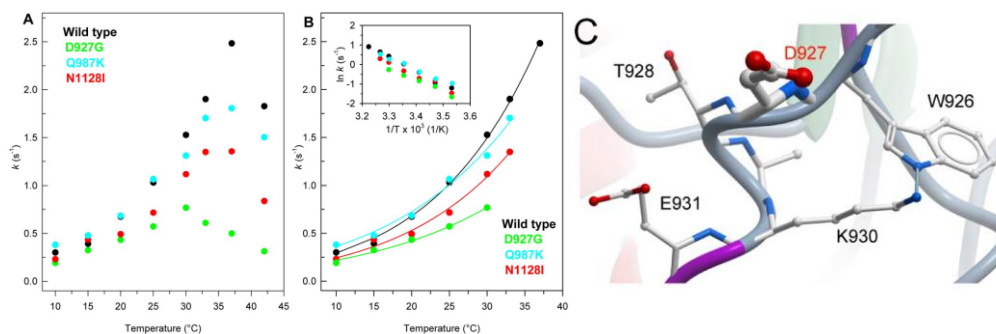 A
Wild type
D927G
Q987K
N1128I
k (s⁻¹)
2.5
2.0
1.5
1.0
0.5
0.0
10 15 20 25 30 35 40 45
Temperature (°C)
B
ln k (s⁻¹)
1
0
-1
-2
3.2 3.3 3.4 3.5 3.6
1/T x 10³ (1/K)
k (s⁻¹)
2.5
2.0
1.5
1.0
0.5
0.0
Wild type
D927G
Q987K
N1128I
10 15 20 25 30 35 40
Temperature (°C)
C
D927
T928
W926
E931
K930